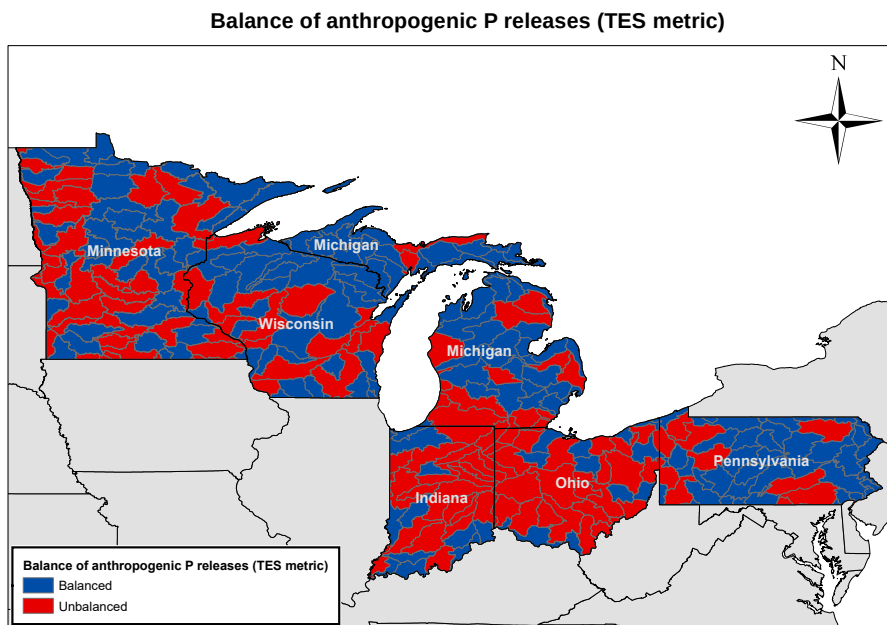 Balance of anthropogenic P releases (TES metric)
N
Minnesota
Michigan
Wisconsin
Michigan
Pennsylvania
Ohio
Indiana
Balance of anthropogenic P releases (TES metric)
Balanced
Unbalanced